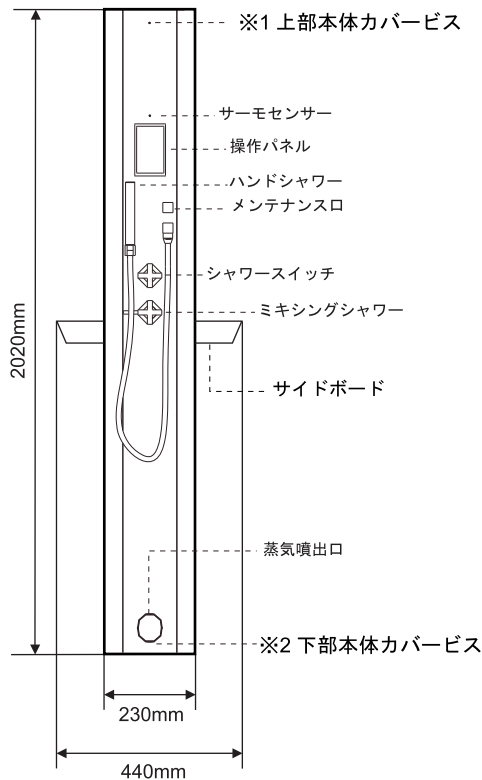 ※1 上部本体カバービス
サーモセンサー
操作パネル
ハンドシャワー
メンテナンス口
シャワースイッチ
ミキシングシャワー
2020mm
サイドボード
蒸気噴出口
※2 下部本体カバービス
230mm
440mm